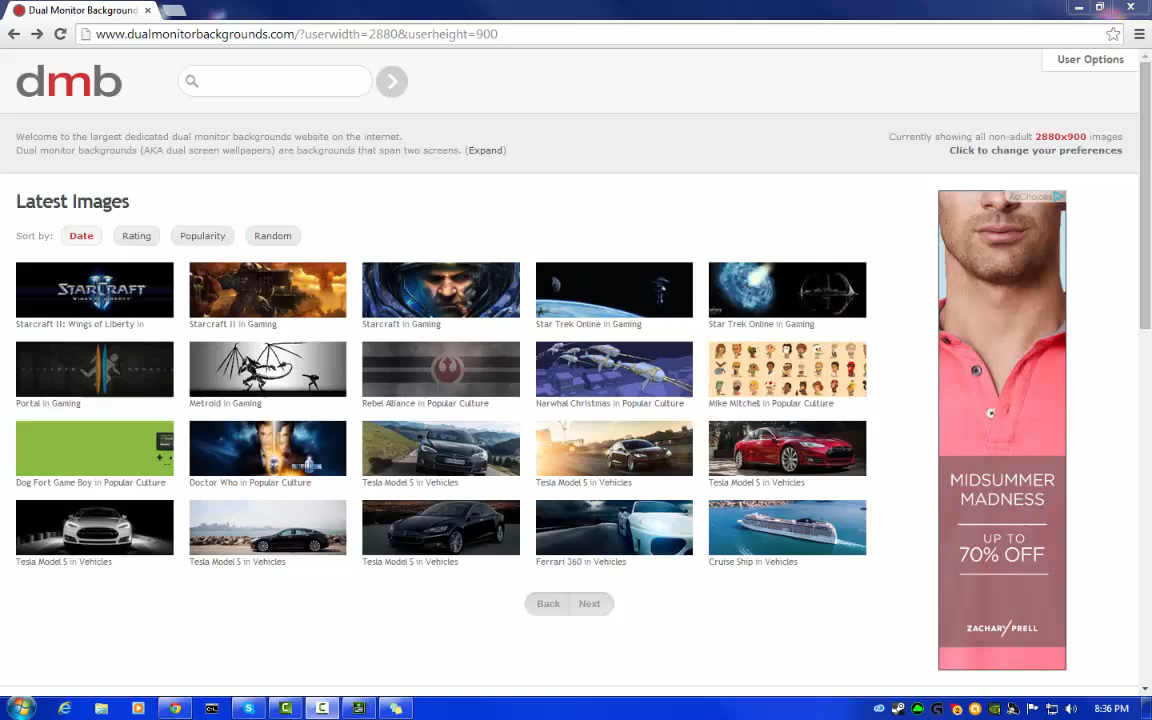 Dual Monitor Background
www.dualmonitorbackgrounds.com/?userwidth=2880&userheight=900
User Options
dmb
Welcome to the largest dedicated dual monitor backgrounds website on the internet.
Dual monitor backgrounds (AKA dual screen wallpapers) are backgrounds that span two screens. (Expand)
Currently showing all non-adult 2880x900 images
Click to change your preferences
Latest Images
Sort by: Date Rating Popularity Random
AdChoices
STARCRAFT
WINGS OF LIBERTY
Starcraft II: Wings of Liberty in
Starcraft II in Gaming
Starcraft in Gaming
Star Trek Online in Gaming
Star Trek Online in Gaming
Portal in Gaming
Metroid in Gaming
Rebel Alliance in Popular Culture
Narwhal Christmas in Popular Culture
Mike Mitchell in Popular Culture
Dog Fort Game Boy in Popular Culture
Doctor Who in Popular Culture
Tesla Model S in Vehicles
Tesla Model S in Vehicles
Tesla Model S in Vehicles
Tesla Model S in Vehicles
Tesla Model S in Vehicles
Tesla Model S in Vehicles
Ferrari 360 in Vehicles
Cruise Ship in Vehicles
Back Next
MIDSUMMER
MADNESS
UP TO
70% OFF
ZACHARY PRELL
8:36 PM